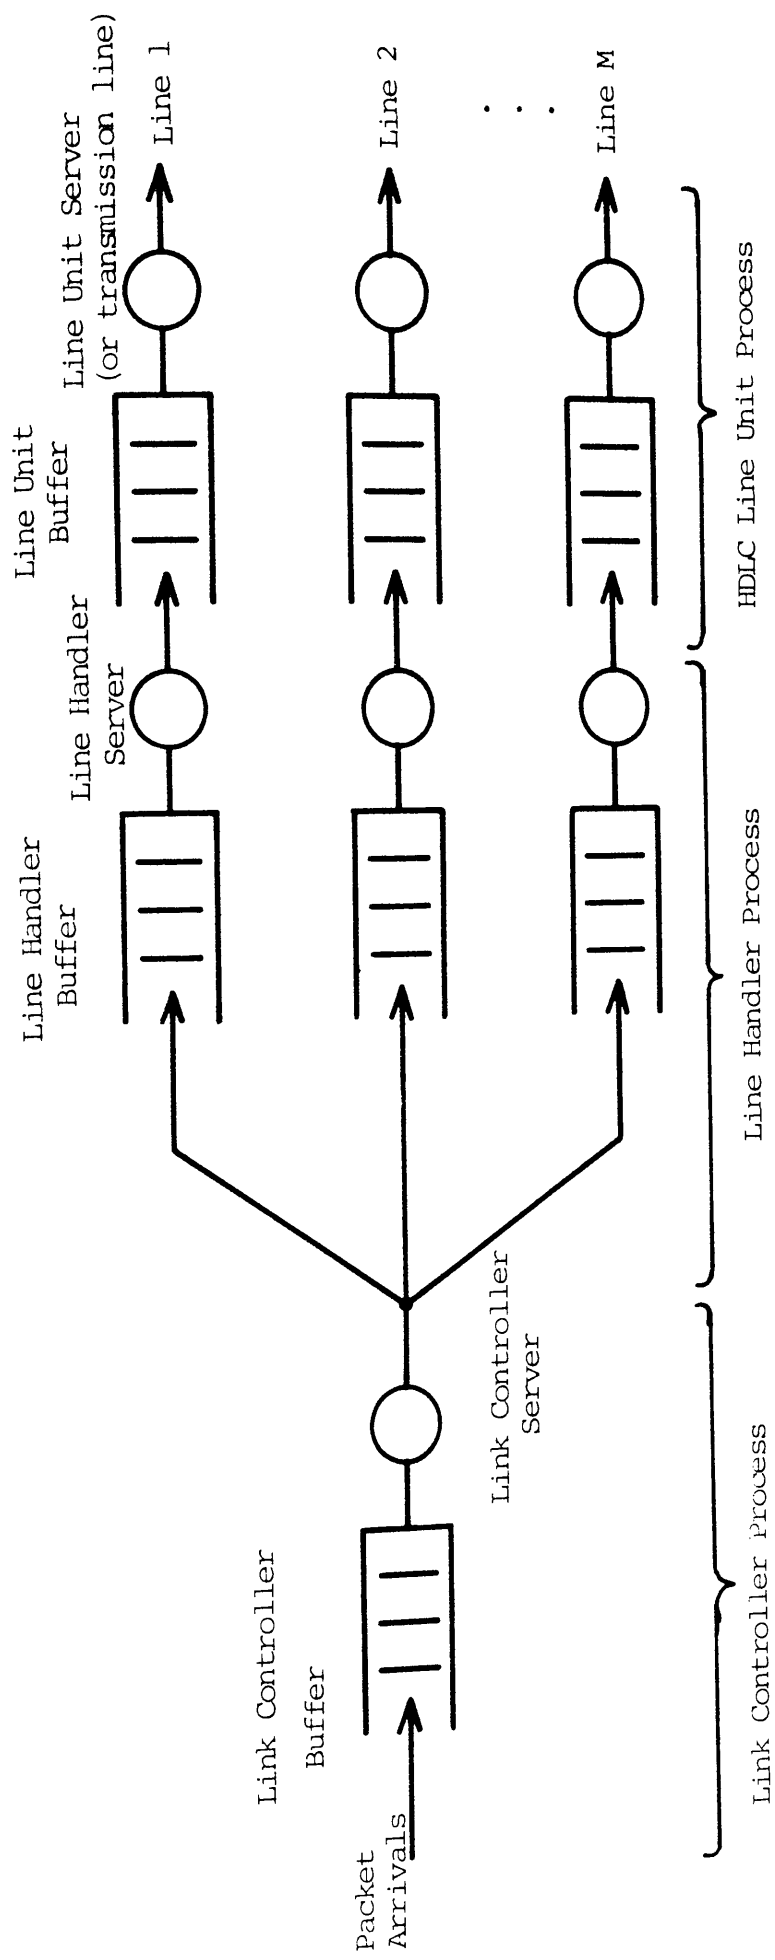 Packet
Arrivals
Link Controller
Buffer
Link Controller
Server
Line Handler
Buffer
Line Handler
Server
Line Unit
Buffer
Line Unit Server
(or transmission line)
Line 1
Line 2
. . .
Line M
Link Controller Process
Line Handler Process
HDLC Line Unit Process